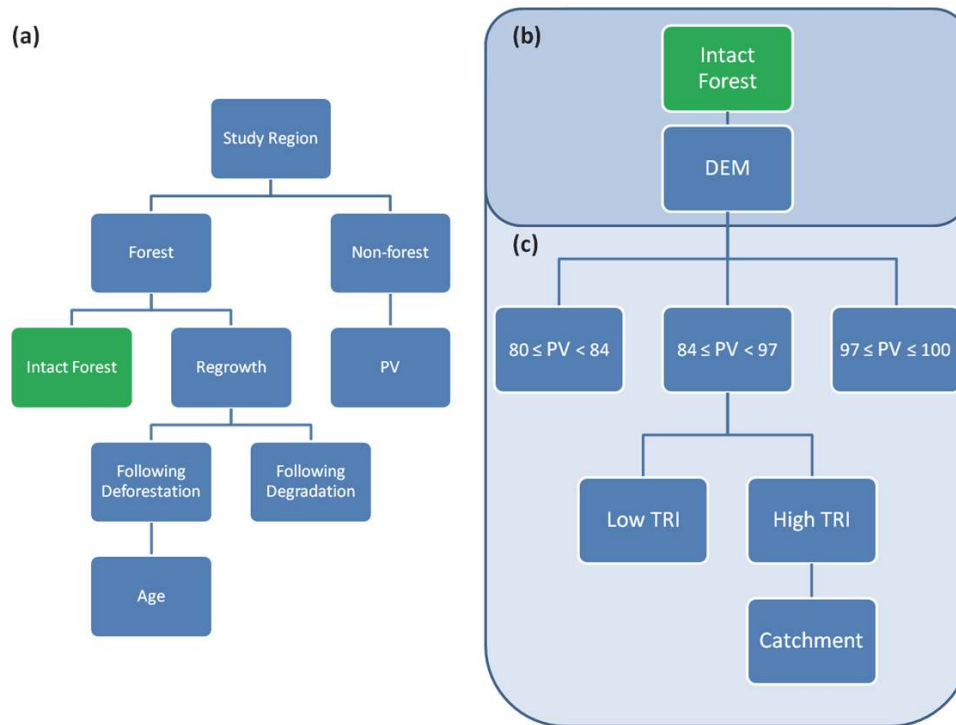 (a)
Study Region
Forest
Non-forest
Intact Forest
Regrowth
PV
Following
Deforestation
Following
Degradation
Age
(b)
Intact
Forest
DEM
(c)
80 ≤ PV < 84
84 ≤ PV < 97
97 ≤ PV ≤ 100
Low TRI
High TRI
Catchment